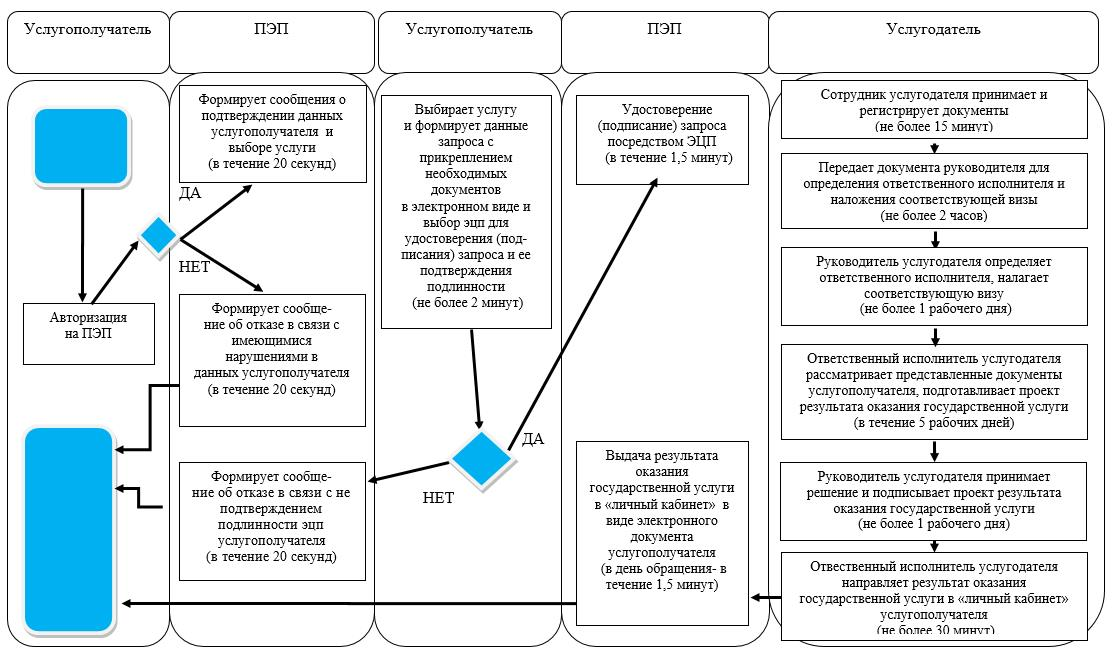 Услугополучатель
ПЭП
Услугополучатель
ПЭП
Услугодатель
Авторизация
на ПЭП
Формирует сообщения о
подтверждении данных
услугополучателя и
выборе услуги
(в течение 20 секунд)
ДА
НЕТ
Формирует сообще-
ние об отказе в связи с
имеющимися
нарушениями в
данных услугополучателя
(в течение 20 секунд)
Формирует сообще-
ние об отказе в связи с не
подтверждением
подлинности эцп
услугополучателя
(в течение 20 секунд)
Выбирает услугу
и формирует данные
запроса с
прикреплением
необходимых
документов
в электронном виде и
выбор эцп для
удостоверения (под-
писания) запроса и ее
подтверждения
подлинности
(не более 2 минут)
ДА
НЕТ
Удостоверение
(подписание) запроса
посредством ЭЦП
(в течение 1,5 минут)
Выдача результата
оказания
государственной услуги
в «личный кабинет» в
виде электронного
документа
услугополучателя
(в день обращения- в
течение 1,5 минут)
Сотрудник услугодателя принимает и
регистрирует документы
(не более 15 минут)
Передает документа руководителя для
определения ответственного исполнителя и
наложения соответствующей визы
(не более 2 часов)
Руководитель услугодателя определяет
ответственного исполнителя, налагает
соответствующую визу
(не более 1 рабочего дня)
Ответственный исполнитель услугодателя
рассматривает представленные документы
услугополучателя, подготавливает проект
результата оказания государственной услуги
(в течение 5 рабочих дней)
Руководитель услугодателя принимает
решение и подписывает проект результата
оказания государственной услуги
(не более 1 рабочего дня)
Отвественный исполнитель услугодателя
направляет результат оказания
государственной услуги в «личный кабинет»
услугополучателя
(не более 30 минут)